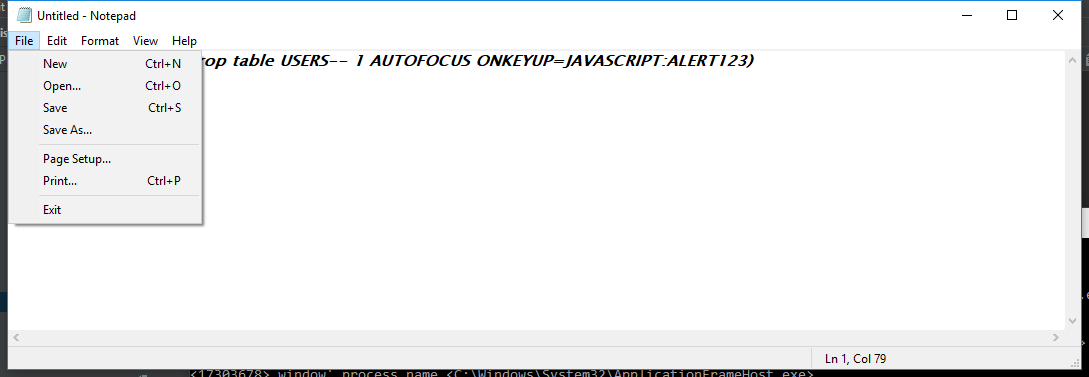 Untitled - Notepad
File Edit Format View Help
rop table USERS-- 1 AUTOFOCUS ONKEYUP=JAVASCRIPT:ALERT123)
New Ctrl+N
Open... Ctrl+O
Save Ctrl+S
Save As...
Page Setup...
Print... Ctrl+P
Exit
Ln 1, Col 79
<17303678> window' process name <C:\Windows\System32\ApplicationFrameHost.exe>